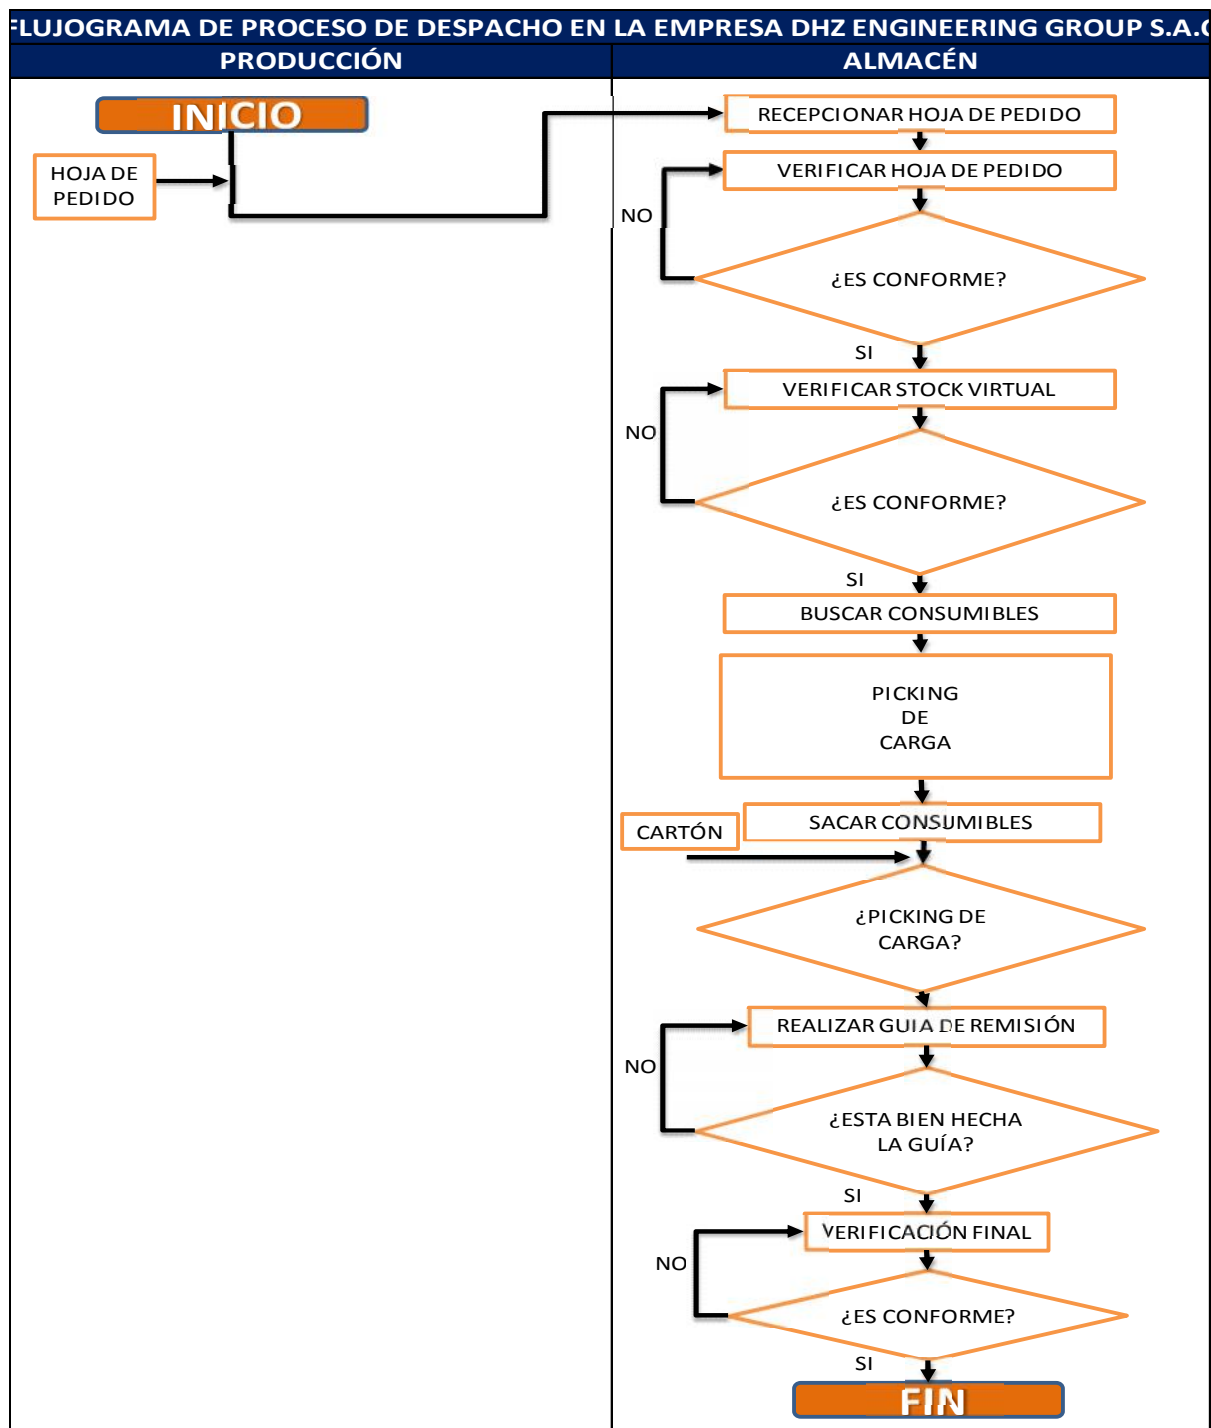 FLUJOGRAMA DE PROCESO DE DESPACHO EN LA EMPRESA DHZ ENGINEERING GROUP S.A.C
PRODUCCIÓN
ALMACÉN
INICIO
HOJA DE
PEDIDO
RECEPCIONAR HOJA DE PEDIDO
VERIFICAR HOJA DE PEDIDO
NO
¿ES CONFORME?
SI
VERIFICAR STOCK VIRTUAL
NO
¿ES CONFORME?
SI
BUSCAR CONSUMIBLES
PICKING
DE
CARGA
SACAR CONSUMIBLES
CARTÓN
¿PICKING DE
CARGA?
REALIZAR GUIA DE REMISIÓN
NO
¿ESTA BIEN HECHA
LA GUÍA?
SI
VERIFICACIÓN FINAL
NO
¿ES CONFORME?
SI
FIN